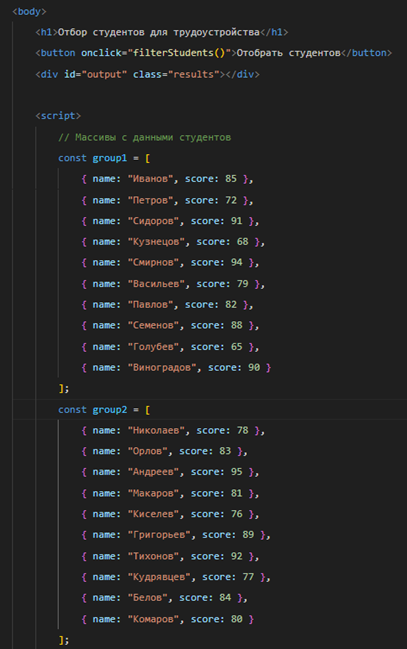 <body>
<h1>Отбор студентов для трудоустройства</h1>
<button onclick="filterStudents()">Отобрать студентов</button>
<div id="output" class="results"></div>
<script>
// Массивы с данными студентов
const group1 = [
{ name: "Иванов", score: 85 },
{ name: "Петров", score: 72 },
{ name: "Сидоров", score: 91 },
{ name: "Кузнецов", score: 68 },
{ name: "Смирнов", score: 94 },
{ name: "Васильев", score: 79 },
{ name: "Павлов", score: 82 },
{ name: "Семенов", score: 88 },
{ name: "Голубев", score: 65 },
{ name: "Виноградов", score: 90 }
];
const group2 = [
{ name: "Николаев", score: 78 },
{ name: "Орлов", score: 83 },
{ name: "Андреев", score: 95 },
{ name: "Макаров", score: 81 },
{ name: "Киселев", score: 76 },
{ name: "Григорьев", score: 89 },
{ name: "Тихонов", score: 92 },
{ name: "Кудрявцев", score: 77 },
{ name: "Белов", score: 84 },
{ name: "Комаров", score: 80 }
];